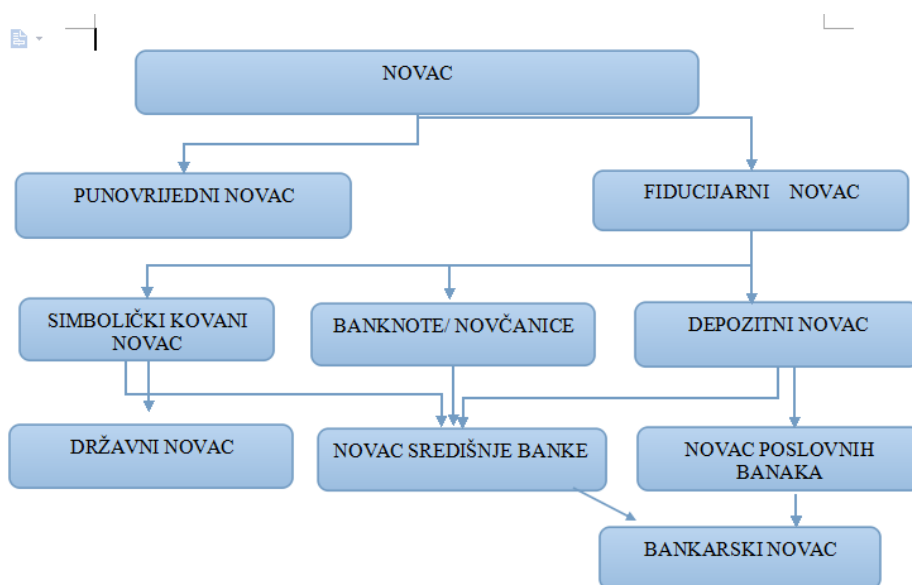 NOVAC
PUNOVRIJEDNI NOVAC
FIDUCIJARNI NOVAC
SIMBOLIČKI KOVANI
NOVAC
BANKNOTE/ NOVČANICE
DEPOZITNI NOVAC
DRŽAVNI NOVAC
NOVAC SREDIŠNJE BANKE
NOVAC POSLOVNIH
BANAKA
BANKARSKI NOVAC